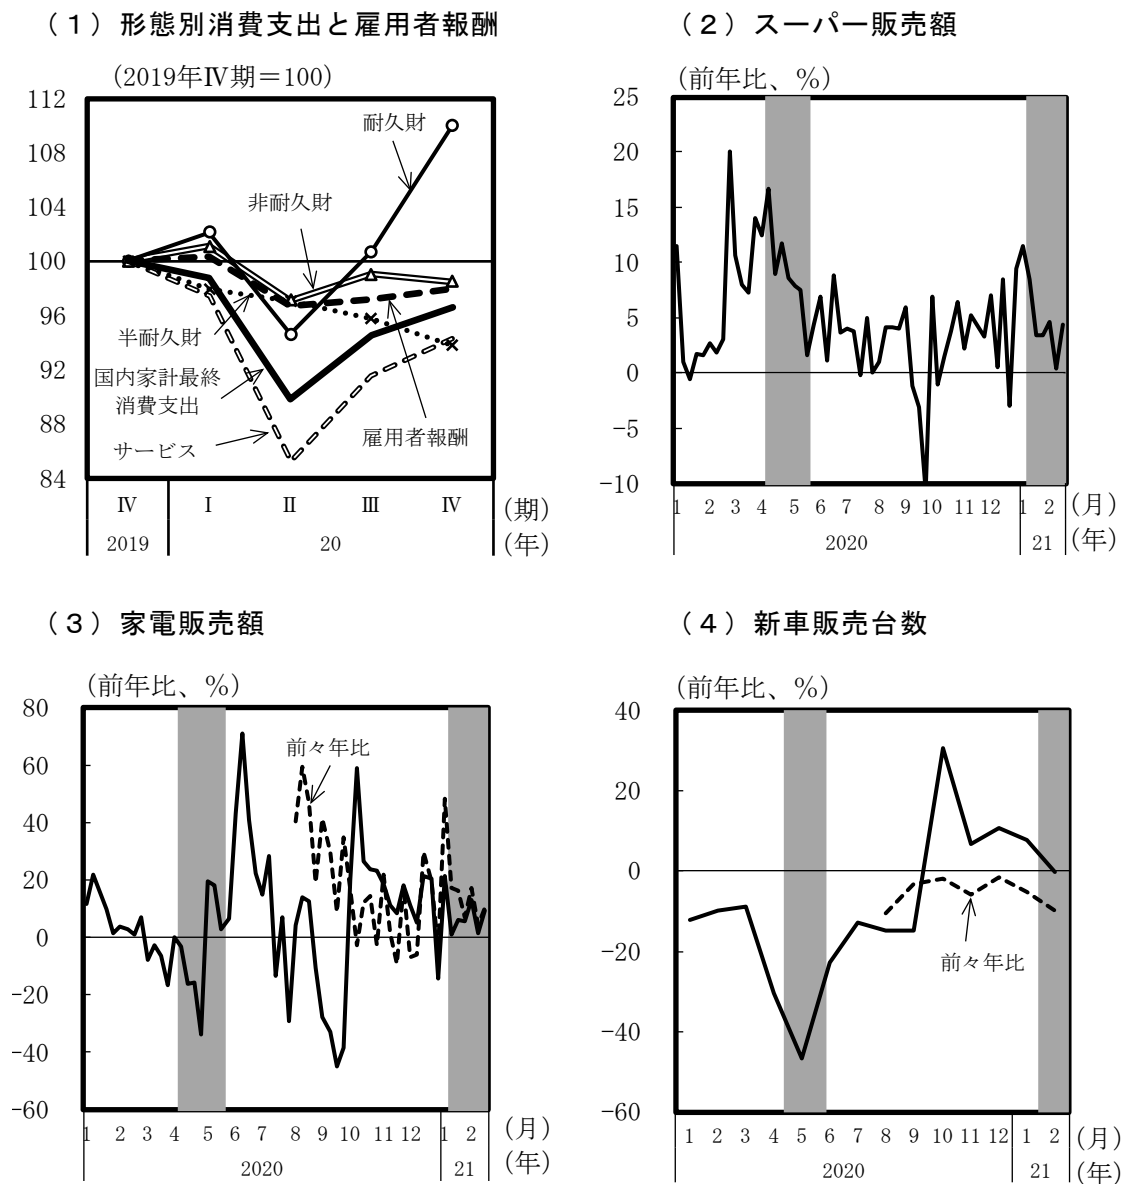 （１）形態別消費支出と雇用者報酬
(2019年Ⅳ期＝100)
112
108
104
100
96
92
88
84
耐久財
非耐久財
半耐久財
国内家計最終
消費支出
サービス
雇用者報酬
Ⅳ Ⅰ Ⅱ Ⅲ Ⅳ (期)
2019 20 (年)
（２）スーパー販売額
(前年比、%)
25
20
15
10
5
0
−5
−10
1 2 3 4 5 6 7 8 9 10 11 12 1 2 (月)
2020 21 (年)
（３）家電販売額
(前年比、%)
80
60
40
20
0
−20
−40
−60
前々年比
1 2 3 4 5 6 7 8 9 10 11 12 1 2 (月)
2020 21 (年)
（４）新車販売台数
(前年比、%)
40
20
0
−20
−40
−60
前々年比
1 2 3 4 5 6 7 8 9 10 11 12 1 2 (月)
2020 21 (年)